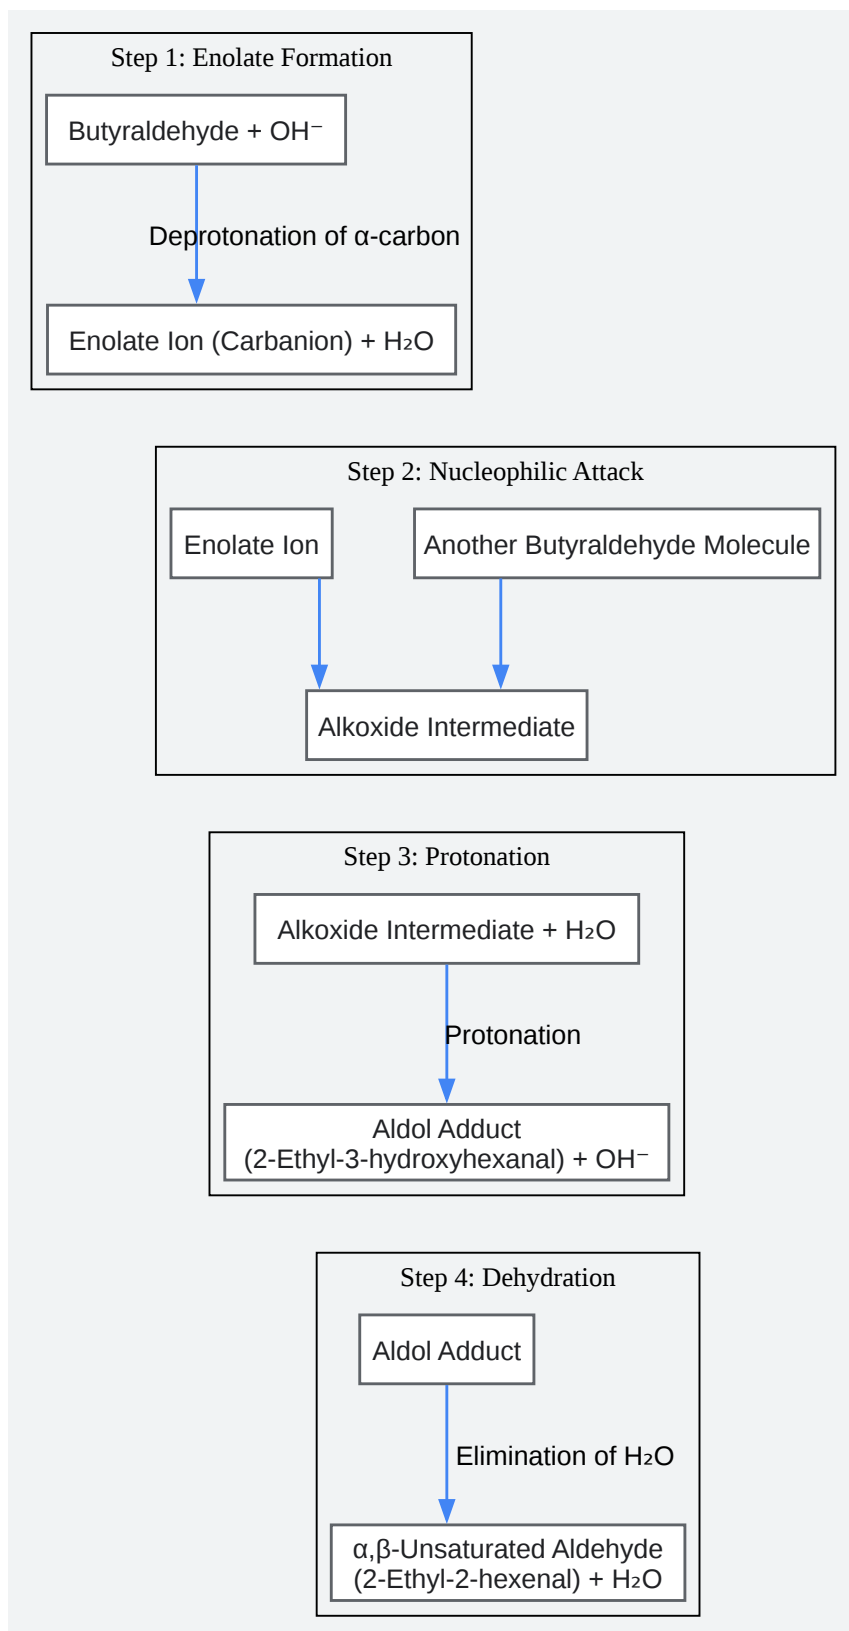 Step 1: Enolate Formation
Butyraldehyde + OH⁻
Deprotonation of α-carbon
Enolate Ion (Carbanion) + H₂O
Step 2: Nucleophilic Attack
Enolate Ion
Another Butyraldehyde Molecule
Alkoxide Intermediate
Step 3: Protonation
Alkoxide Intermediate + H₂O
Protonation
Aldol Adduct
(2-Ethyl-3-hydroxyhexanal) + OH⁻
Step 4: Dehydration
Aldol Adduct
Elimination of H₂O
α,β-Unsaturated Aldehyde
(2-Ethyl-2-hexenal) + H₂O